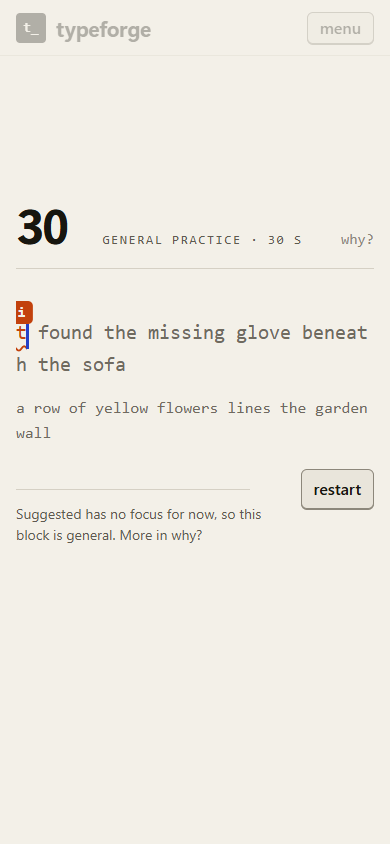 t_ typeforge menu
30 GENERAL PRACTICE · 30 S why?
i
t found the missing glove beneat
h the sofa
a row of yellow flowers lines the garden
wall
restart
Suggested has no focus for now, so this
block is general. More in why?